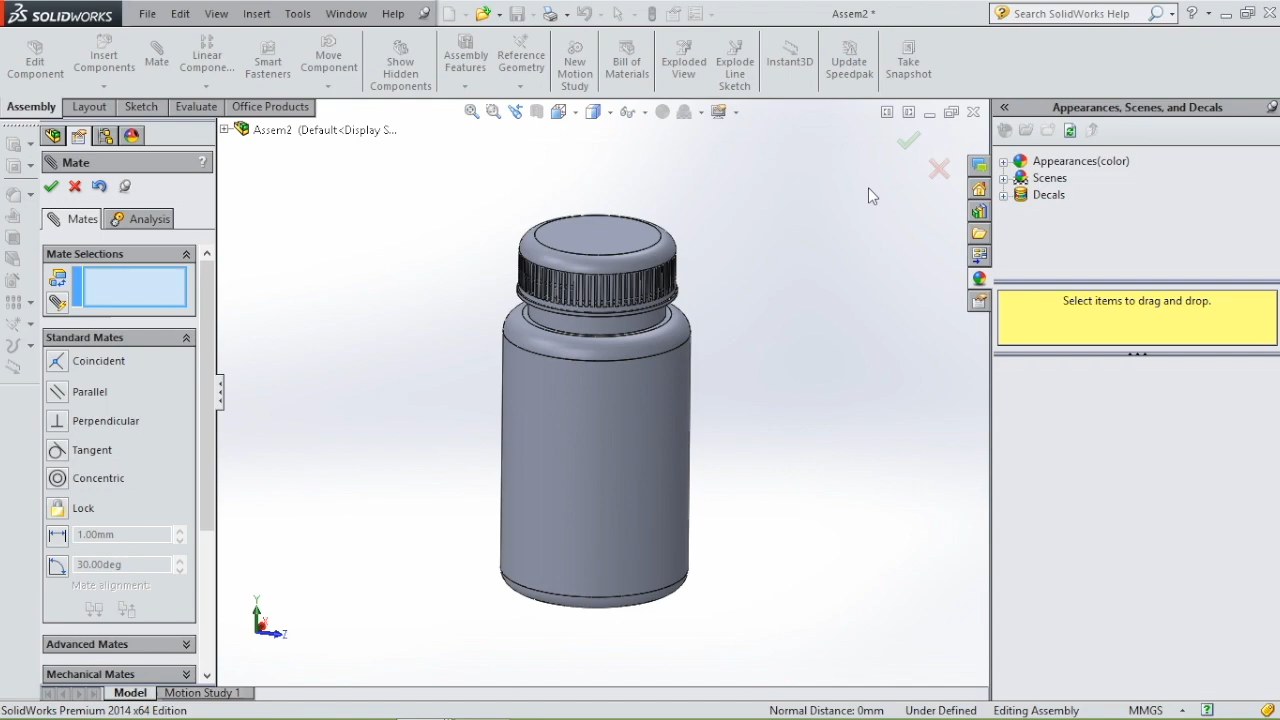 SOLIDWORKS File Edit View Insert Tools Window Help Assem2 * Search SolidWorks Help
Edit Component
Insert Components
Mate
Linear Compone...
Smart Fasteners
Move Component
Show Hidden Components
Assembly Features
Reference Geometry
New Motion Study
Bill of Materials
Exploded View
Explode Line Sketch
Instant3D
Update Speedpak
Take Snapshot
Assembly Layout Sketch Evaluate Office Products
Appearances, Scenes, and Decals
Assem2 (Default<Display S...
Mate ?
Appearances(color)
Scenes
Decals
Mates Analysis
Mate Selections
Select items to drag and drop.
Standard Mates
Coincident
Parallel
Perpendicular
Tangent
Concentric
Lock
1.00mm
30.00deg
Mate alignment:
Y
X
Z
Advanced Mates
Mechanical Mates
Model Motion Study 1
SolidWorks Premium 2014 x64 Edition Normal Distance: 0mm Under Defined Editing Assembly MMGS ?